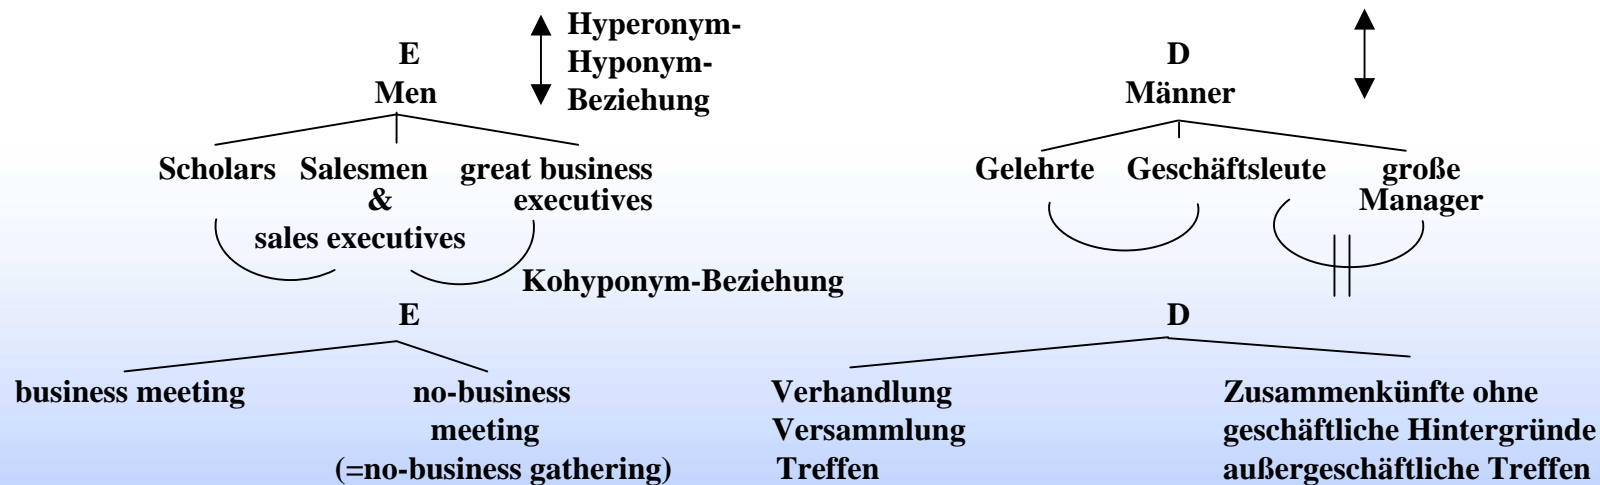 Hyperonym-
Hyponym-
Beziehung
E
Men
Scholars Salesmen great business
& executives
sales executives
Kohyponym-Beziehung
D
Männer
Gelehrte Geschäftsleute große
Manager
E
business meeting no-business
meeting
(=no-business gathering)
D
Verhandlung Zusammenkünfte ohne
Versammlung geschäftliche Hintergründe
Treffen außergeschäftliche Treffen